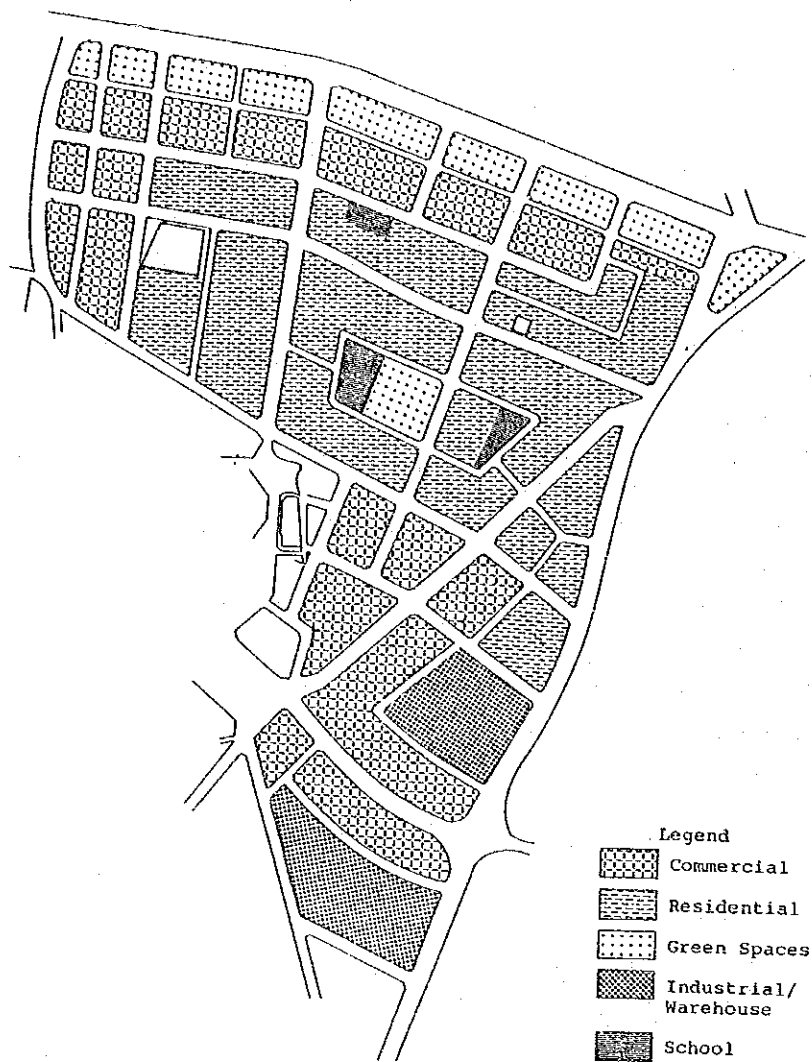 Legend
Commercial
Residential
Green Spaces
Industrial/
Warehouse
School